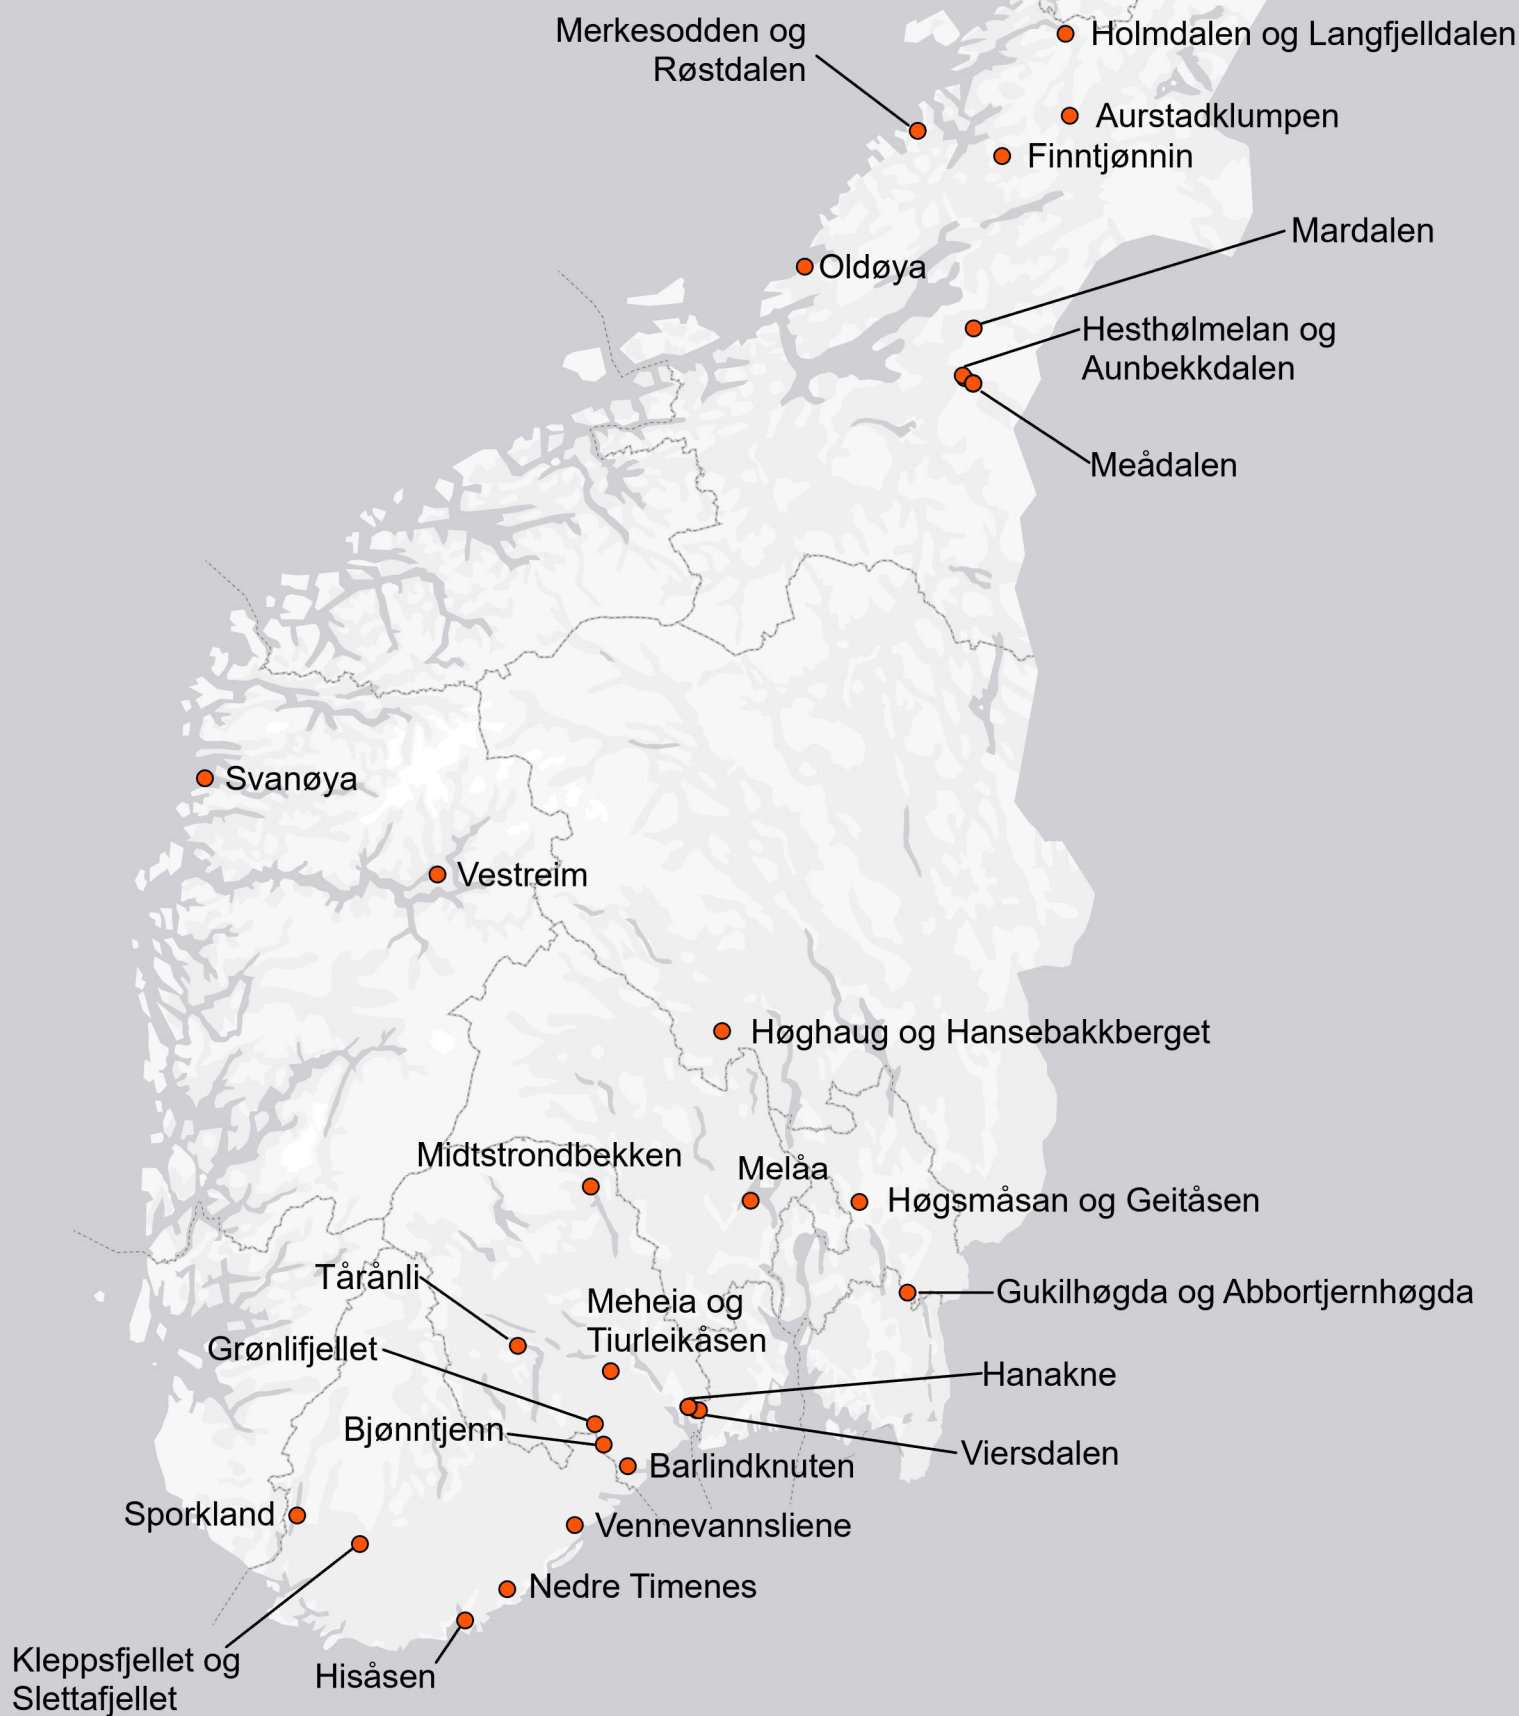 Merkesodden og
Røstdalen
Holmdalen og Langfjelldalen
Aurstadklumpen
Finntjønnin
Mardalen
Oldøya
Hesthølmelan og
Aunbekkdalen
Meådalen
Svanøya
Vestreim
Høghaug og Hansebakkberget
Midtstrondbekken
Melåa
Høgsmåsan og Geitåsen
Tårånli
Meheia og
Tiurleikåsen
Gukilhøgda og Abbortjernhøgda
Grønlifjellet
Hanakne
Bjønntjenn
Viersdalen
Barlindknuten
Sporkland
Vennevannsliene
Nedre Timenes
Kleppsfjellet og
Slettafjellet
Hisåsen